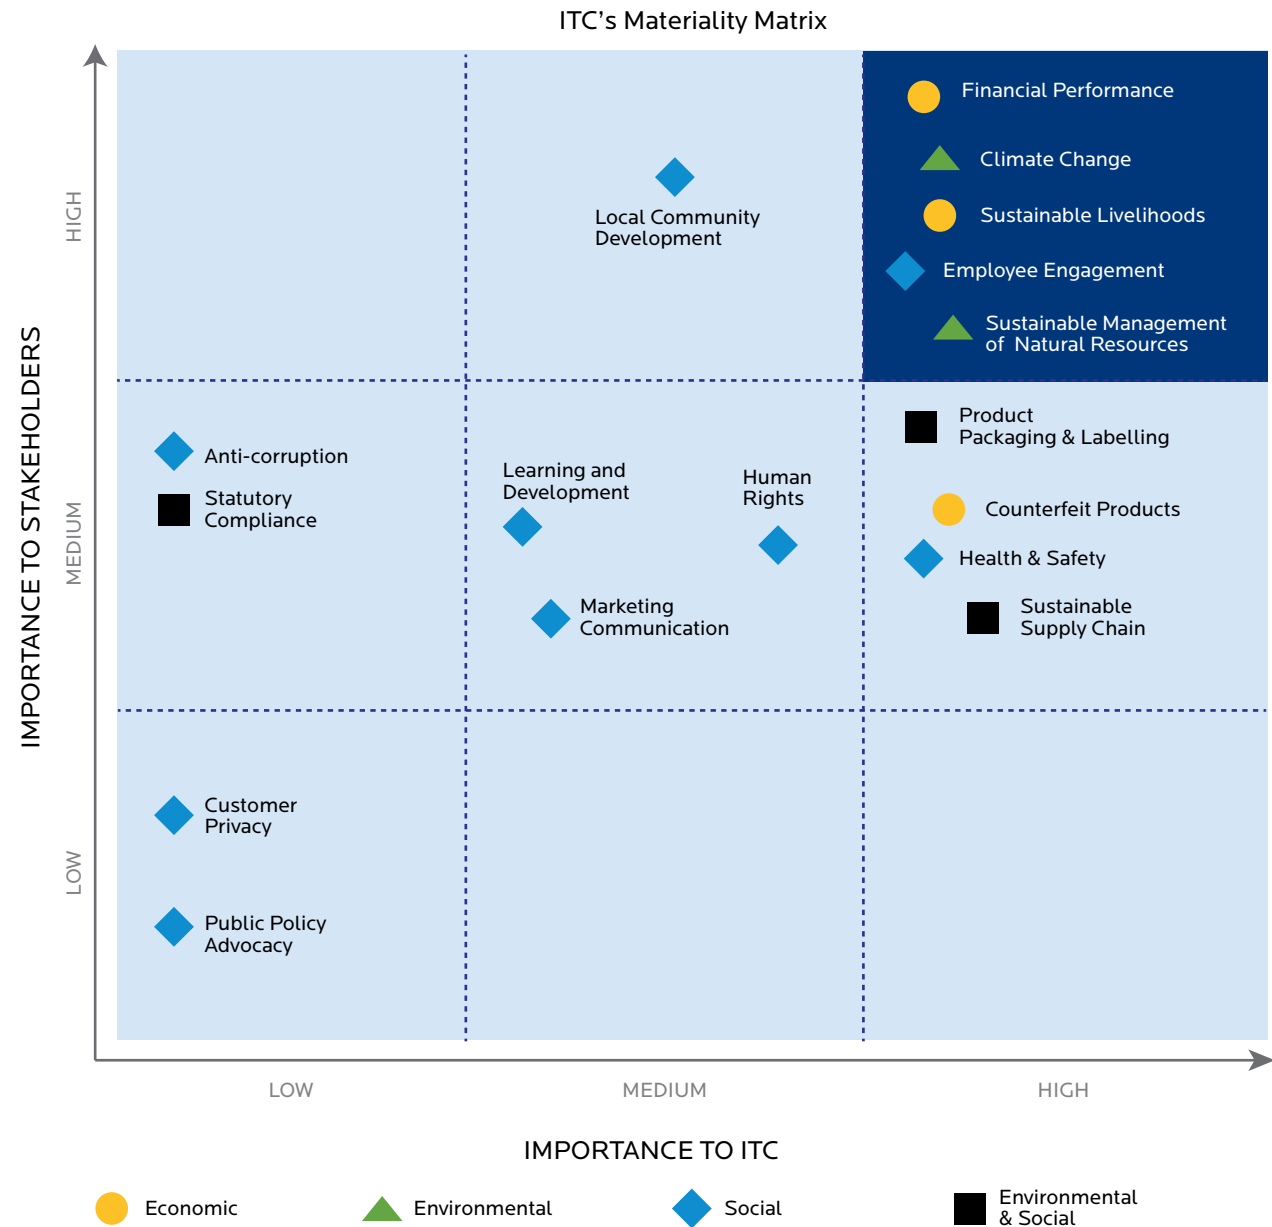 ITC's Materiality Matrix
Financial Performance
Climate Change
Sustainable Livelihoods
Employee Engagement
Sustainable Management
of Natural Resources
Local Community
Development
HIGH
Product
Packaging & Labelling
Counterfeit Products
Health & Safety
Sustainable
Supply Chain
Human
Rights
Learning and
Development
Marketing
Communication
Anti-corruption
Statutory
Compliance
MEDIUM
IMPORTANCE TO STAKEHOLDERS
Customer
Privacy
Public Policy
Advocacy
LOW
LOW
MEDIUM
HIGH
IMPORTANCE TO ITC
Economic
Environmental
Social
Environmental
& Social